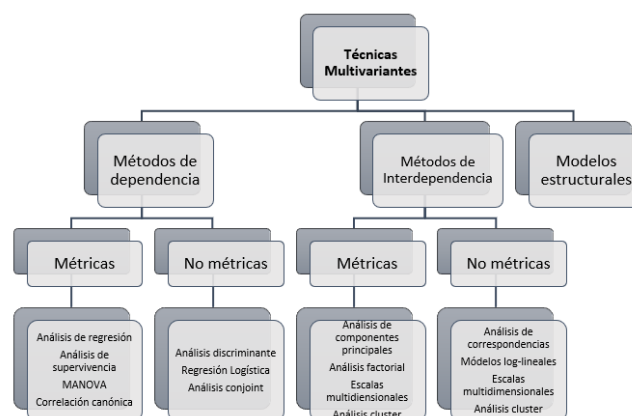 Técnicas
Multivariantes
Métodos de
dependencia
Métodos de
Interdependencia
Modelos
estructurales
Métricas
No métricas
Métricas
No métricas
Análisis de regresión
Análisis de
supervivencia
MANOVA
Correlación canónica
Análisis discriminante
Regresión Logística
Análisis conjoint
Análisis de
componentes
principales
Análisis factorial
Escalas
multidiensionales
Análisis cluster
Análisis de
correspondencias
Módelos log-lineales
Escalas
multidimensionales
Análisis cluster